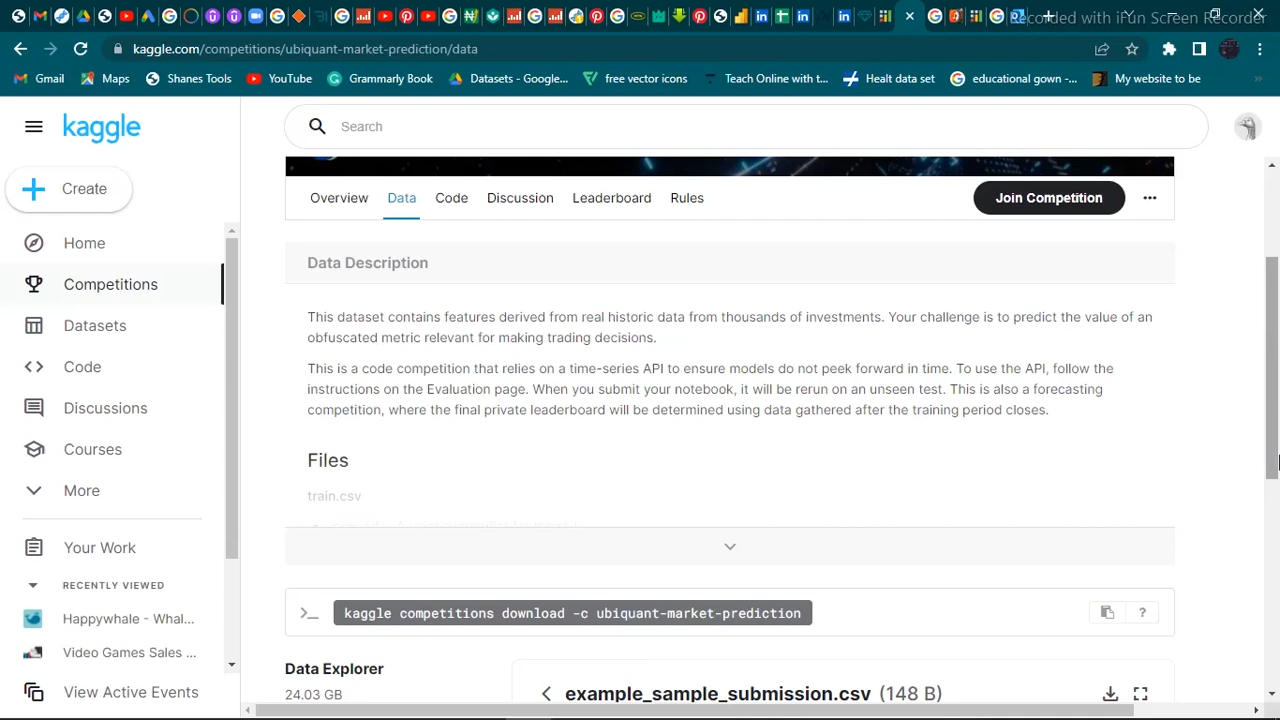 Recorded with iFun Screen Recorder
kaggle.com/competitions/ubiquant-market-prediction/data
Gmail
Maps
Shanes Tools
YouTube
Grammarly Book
Datasets - Google...
free vector icons
Teach Online with t...
Healt data set
educational gown -...
My website to be
kaggle
Search
Create
Overview
Data
Code
Discussion
Leaderboard
Rules
Join Competition
Home
Competitions
Datasets
Code
Discussions
Courses
More
Your Work
RECENTLY VIEWED
Happywhale - Whal...
Video Games Sales ...
View Active Events
Data Description
This dataset contains features derived from real historic data from thousands of investments. Your challenge is to predict the value of an
obfuscated metric relevant for making trading decisions.
This is a code competition that relies on a time-series API to ensure models do not peek forward in time. To use the API, follow the
instructions on the Evaluation page. When you submit your notebook, it will be rerun on an unseen test. This is also a forecasting
competition, where the final private leaderboard will be determined using data gathered after the training period closes.
Files
train.csv
>_ kaggle competitions download -c ubiquant-market-prediction
?
Data Explorer
24.03 GB
example_sample_submission.csv (148 B)